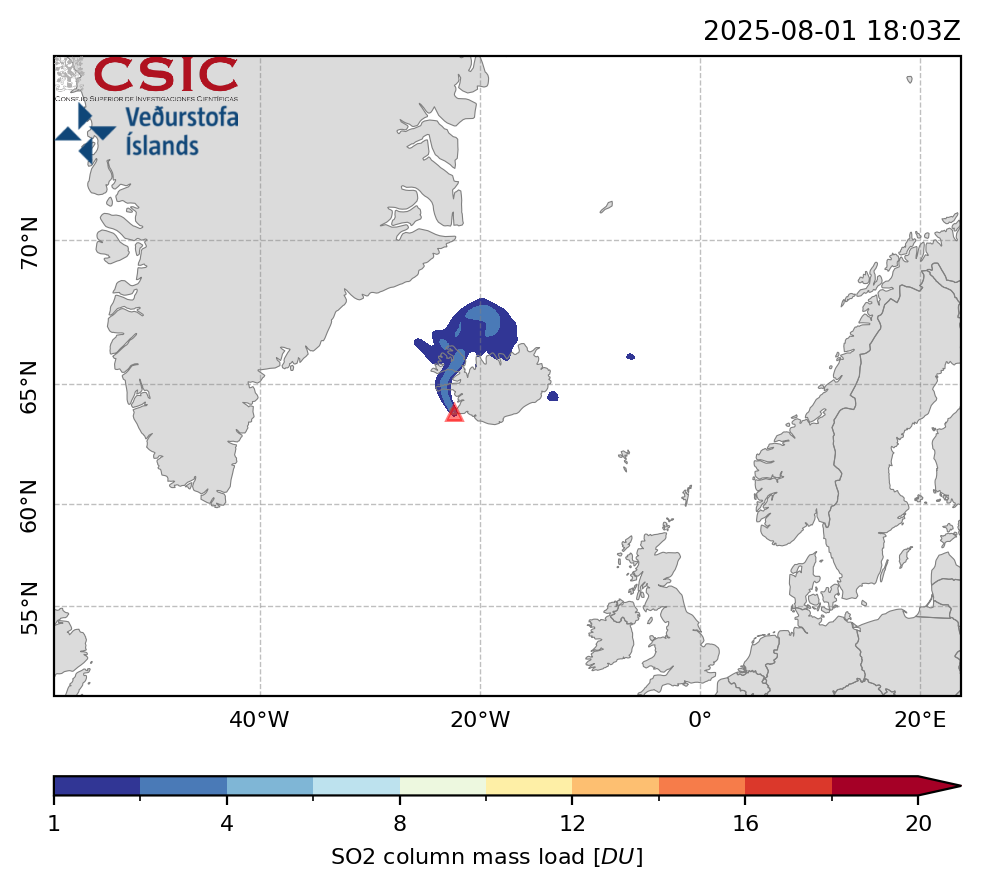 2025-08-01 18:03Z
CSIC
CONSEJO SUPERIOR DE INVESTIGACIONES CIENTÍFICAS
Veðurstofa
Íslands
70°N
65°N
60°N
55°N
40°W 20°W 0° 20°E
1 4 8 12 16 20
SO2 column mass load [DU]